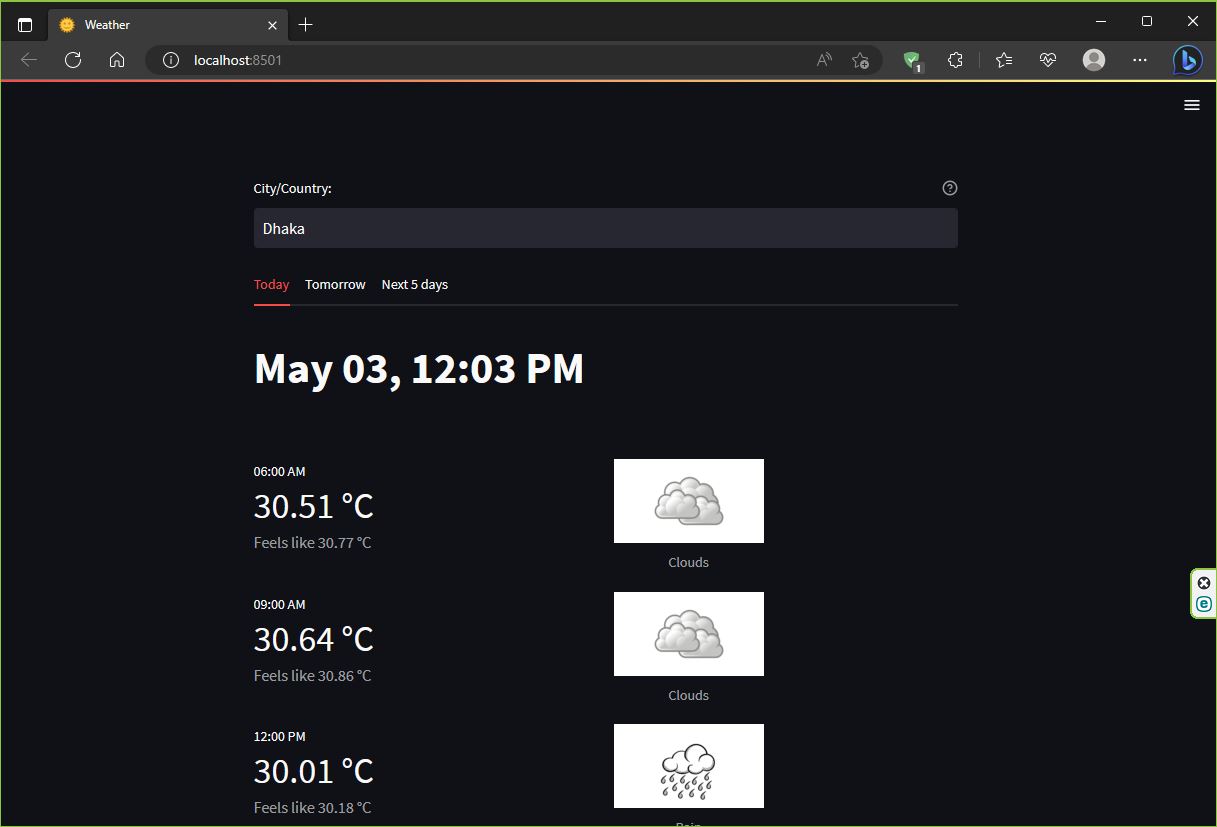 Weather
localhost:8501
1
City/Country:
Dhaka
Today Tomorrow Next 5 days
May 03, 12:03 PM
06:00 AM
30.51 °C
Feels like 30.77 °C
Clouds
09:00 AM
30.64 °C
Feels like 30.86 °C
Clouds
12:00 PM
30.01 °C
Feels like 30.18 °C
Rain